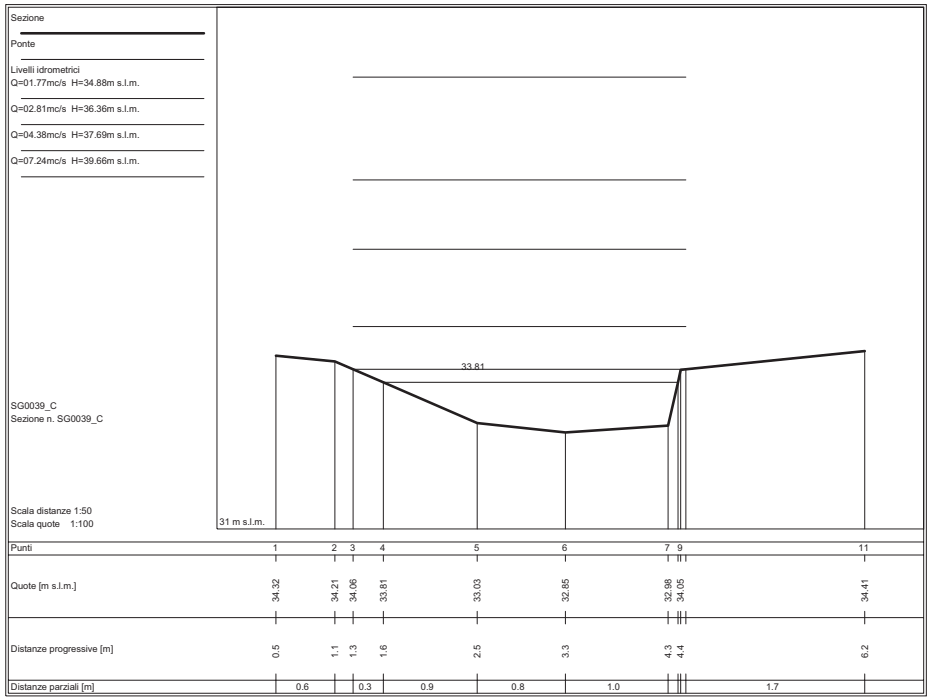 Sezione
Ponte
Livelli idrometrici
Q=01.77mc/s H=34.88m s.l.m.
Q=02.81mc/s H=36.36m s.l.m.
Q=04.38mc/s H=37.69m s.l.m.
Q=07.24mc/s H=39.66m s.l.m.
33.81
SG0039_C
Sezione n. SG0039_C
Scala distanze 1:50
Scala quote 1:100
31 m s.l.m.
Punti 1 2 3 4 5 6 7 9 11
Quote [m s.l.m.] 34.32 34.21 34.06 33.81 33.03 32.85 32.98 34.05 34.41
Distanze progressive [m] 0.5 1.1 1.3 1.6 2.5 3.3 4.3 4.4 6.2
Distanze parziali [m] 0.6 0.3 0.9 0.8 1.0 1.7